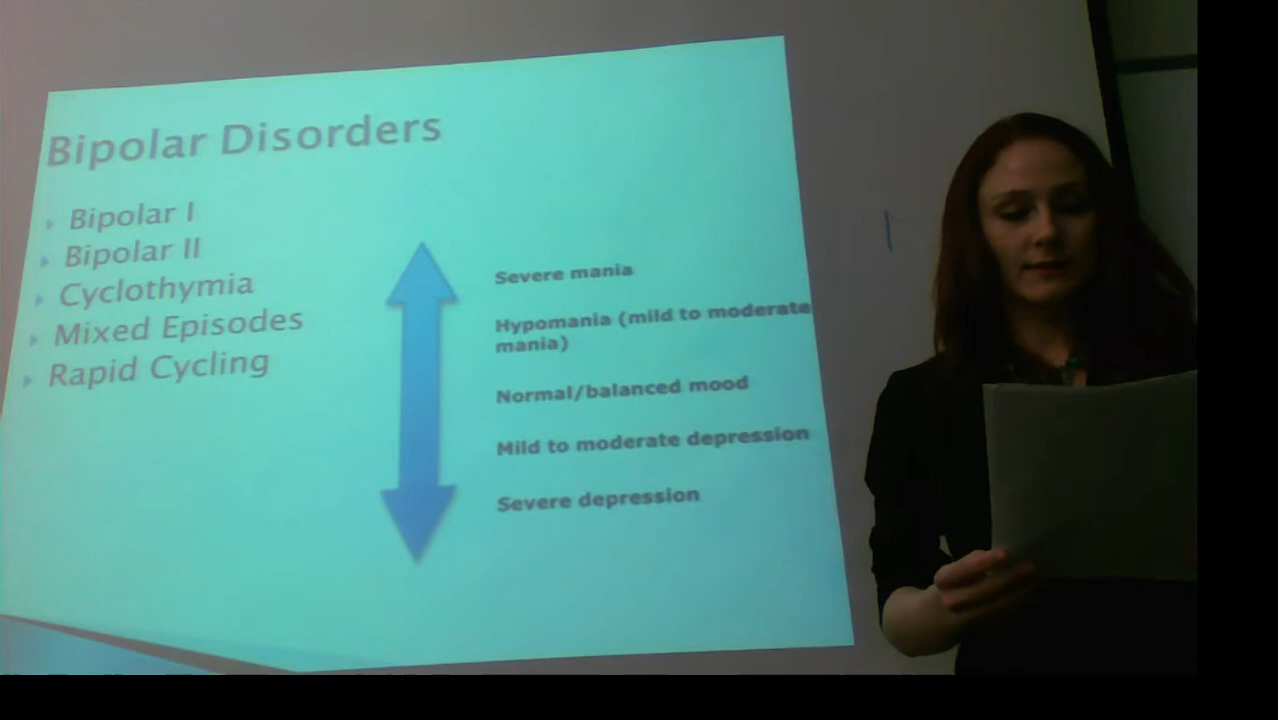 Bipolar Disorders
Bipolar I
Bipolar II
Cyclothymia
Mixed Episodes
Rapid Cycling
Severe mania
Hypomania (mild to moderate
mania)
Normal/balanced mood
Mild to moderate depression
Severe depression